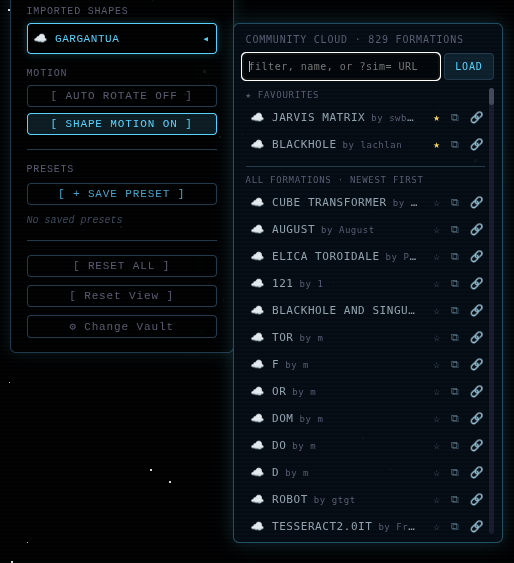 IMPORTED SHAPES
GARGANTUA
MOTION
[ AUTO ROTATE OFF ]
[ SHAPE MOTION ON ]
PRESETS
[ + SAVE PRESET ]
No saved presets
[ RESET ALL ]
[ Reset View ]
⚙ Change Vault
COMMUNITY CLOUD · 829 FORMATIONS
filter, name, or ?sim= URL
LOAD
★ FAVOURITES
JARVIS MATRIX by swb…
BLACKHOLE by lachlan
ALL FORMATIONS · NEWEST FIRST
CUBE TRANSFORMER by …
AUGUST by August
ELICA TOROIDALE by P…
121 by 1
BLACKHOLE AND SINGU…
TOR by m
F by m
OR by m
DOM by m
DO by m
D by m
ROBOT by gtgt
TESSERACT2.0IT by Fr…